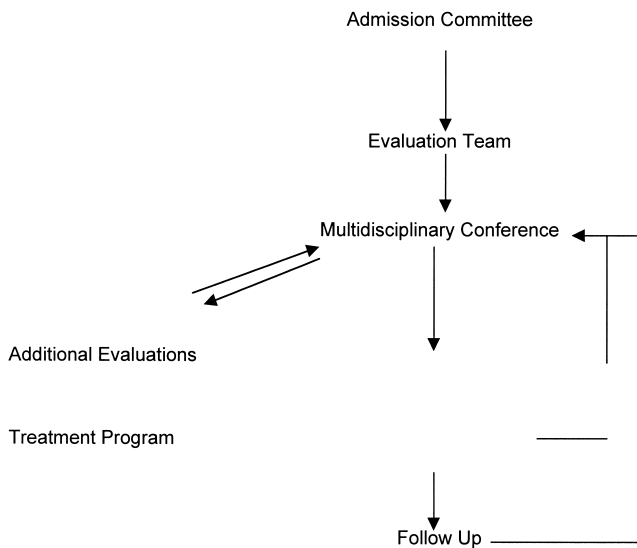 Admission Committee
Evaluation Team
Multidisciplinary Conference
Additional Evaluations
Treatment Program
Follow Up